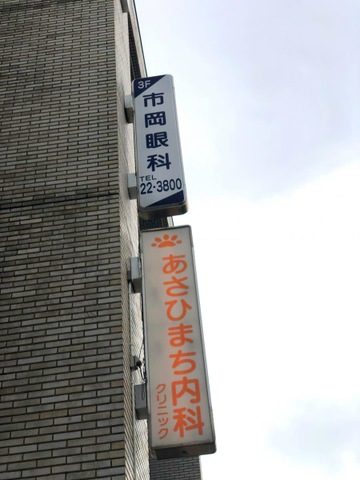 3F
市岡眼科
TEL
22-3800
あさひまち内科
クリニック